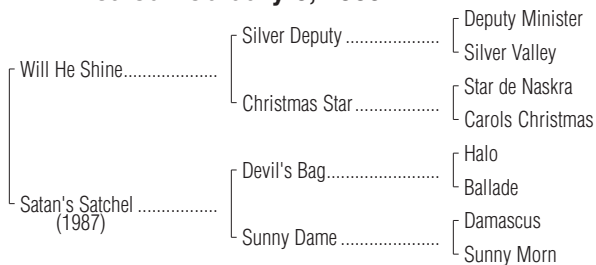 Deputy Minister
Silver Deputy ....................
Silver Valley
Will He Shine....................
Star de Naskra
Christmas Star..................
Carols Christmas
Halo
Devil's Bag........................
Ballade
Satan's Satchel .................
(1987)
Damascus
Sunny Dame .....................
Sunny Morn